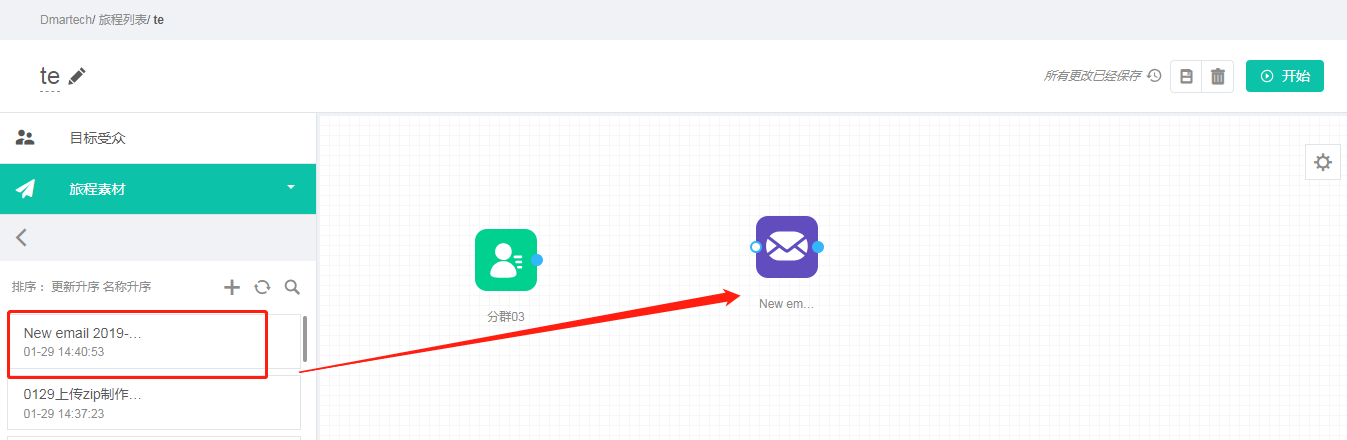 Dmartech/ 旅程列表/ te
te
所有更改已经保存
开始
目标受众
旅程素材
排序： 更新升序 名称升序
New email 2019-...
01-29 14:40:53
0129上传zip制作...
01-29 14:37:23
分群03
New em...